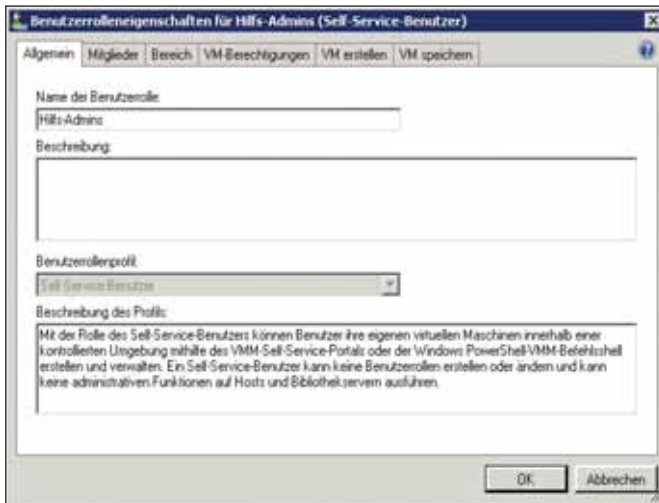 Benutzerrolleneigenschaften für Hilfs-Admins (Self-Service-Benutzer)
Allgemein Mitglieder Bereich VM-Berechtigungen VM erstellen VM speichern
Name der Benutzerrolle:
Hilfs-Admins
Beschreibung:
Benutzerrollenprofil:
Self-Service-Benutzer
Beschreibung des Profils:
Mit der Rolle des Self-Service-Benutzers können Benutzer ihre eigenen virtuellen Maschinen innerhalb einer
kontrollierten Umgebung mithilfe des VMM-Self-Service-Portals oder der Windows PowerShell-VMM-Befehlsshell
erstellen und verwalten. Ein Self-Service-Benutzer kann keine Benutzerrollen erstellen oder ändern und kann
keine administrativen Funktionen auf Hosts und Bibliothekservern ausführen.
OK Abbrechen